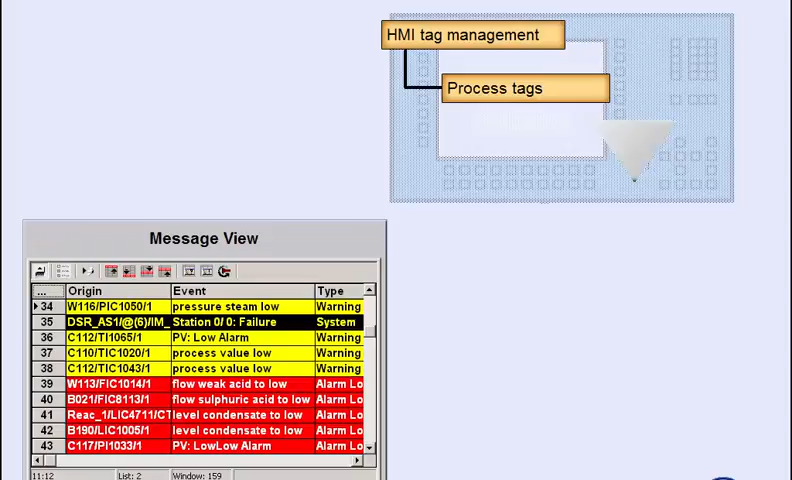 HMI tag management
Process tags
Message View
... Origin Event Type
34 W116/PIC1050/1 pressure steam low Warning
35 DSR_AS1/@(6)/IM_ Station 0/ 0: Failure System
36 C112/TI1065/1 PV: Low Alarm Warning
37 C110/TIC1020/1 process value low Warning
38 C112/TIC1043/1 process value low Warning
39 W113/FIC1014/1 flow weak acid to low Alarm Lo
40 B021/FIC8113/1 flow sulphuric acid to low Alarm Lo
41 Reac_1/LIC4711/CT level condensate to low Alarm Lo
42 B190/LIC1005/1 level condensate to low Alarm Lo
43 C117/PI1033/1 PV: LowLow Alarm Alarm Lo
11:12 List: 2 Window: 159